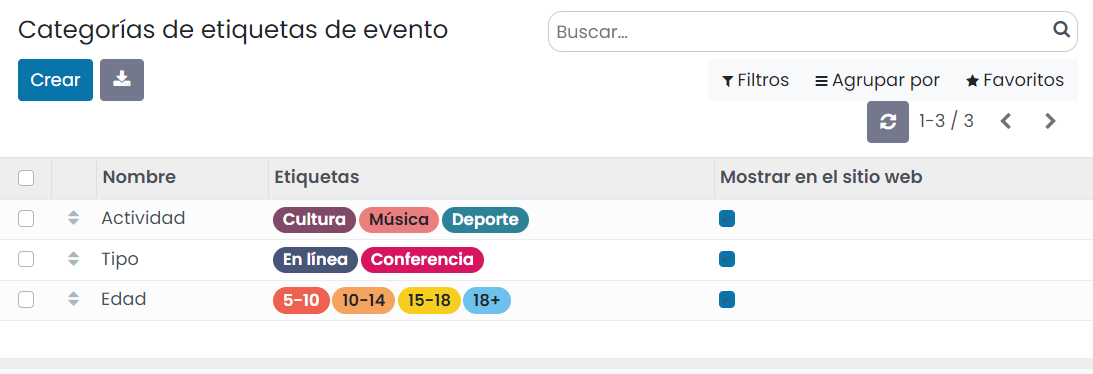 Categorías de etiquetas de evento
Buscar...
Crear
Filtros Agrupar por Favoritos
1-3 / 3
Nombre Etiquetas Mostrar en el sitio web
Actividad Cultura Música Deporte
Tipo En línea Conferencia
Edad 5-10 10-14 15-18 18+